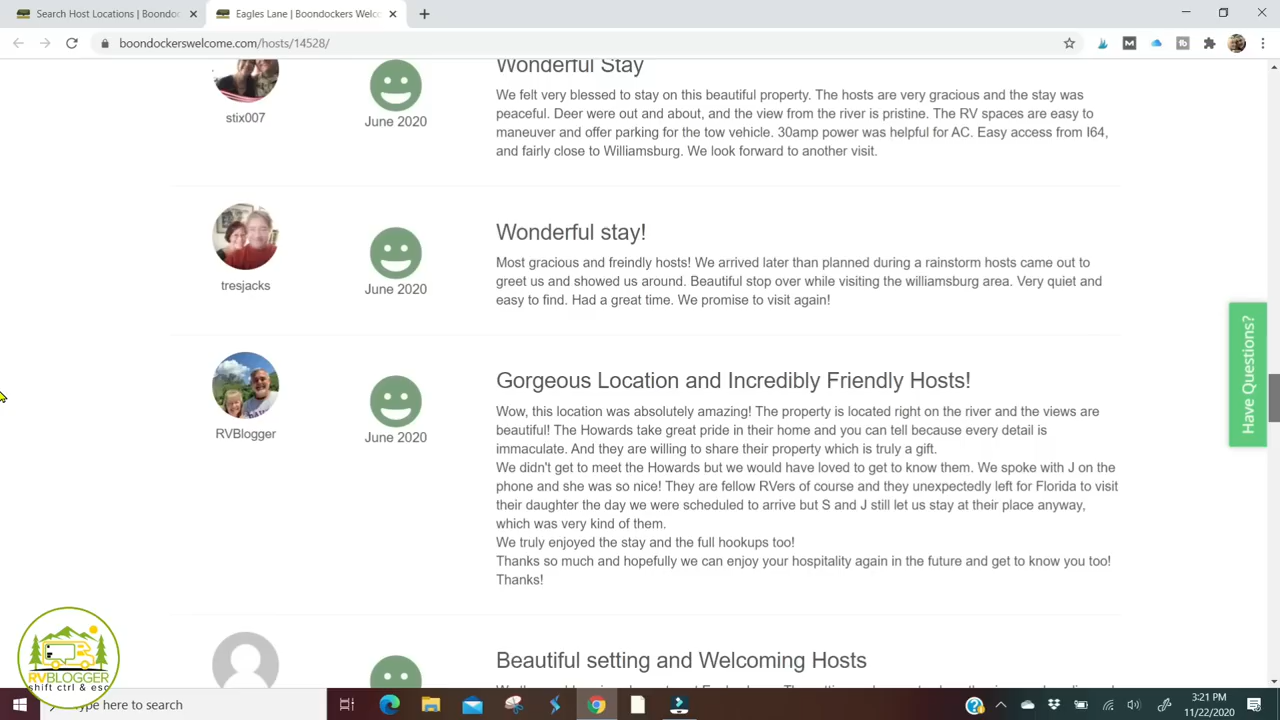 Search Host Locations | Boondoc
Eagles Lane | Boondockers Welc
boondockerswelcome.com/hosts/14528/
Wonderful Stay
stix007
June 2020
We felt very blessed to stay on this beautiful property. The hosts are very gracious and the stay was
peaceful. Deer were out and about, and the view from the river is pristine. The RV spaces are easy to
maneuver and offer parking for the tow vehicle. 30amp power was helpful for AC. Easy access from I64,
and fairly close to Williamsburg. We look forward to another visit.
tresjacks
June 2020
Wonderful stay!
Most gracious and freindly hosts! We arrived later than planned during a rainstorm hosts came out to
greet us and showed us around. Beautiful stop over while visiting the williamsburg area. Very quiet and
easy to find. Had a great time. We promise to visit again!
Have Questions?
RVBlogger
June 2020
Gorgeous Location and Incredibly Friendly Hosts!
Wow, this location was absolutely amazing! The property is located right on the river and the views are
beautiful! The Howards take great pride in their home and you can tell because every detail is
immaculate. And they are willing to share their property which is truly a gift.
We didn't get to meet the Howards but we would have loved to get to know them. We spoke with J on the
phone and she was so nice! They are fellow RVers of course and they unexpectedly left for Florida to visit
their daughter the day we were scheduled to arrive but S and J still let us stay at their place anyway,
which was very kind of them.
We truly enjoyed the stay and the full hookups too!
Thanks so much and hopefully we can enjoy your hospitality again in the future and get to know you too!
Thanks!
Beautiful setting and Welcoming Hosts
RVBLOGGER
shift ctrl & esc
ype here to search
3:21 PM
11/22/2020